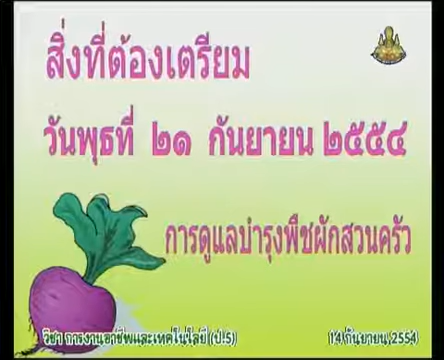 สิ่งที่ต้องเตรียม
วันพุธที่ ๒๑ กันยายน ๒๕๕๔
การดูแลบำรุงพืชผักสวนครัว
วิชา การงานอาชีพและเทคโนโลยี (ป.5)
14 กันยายน 2554